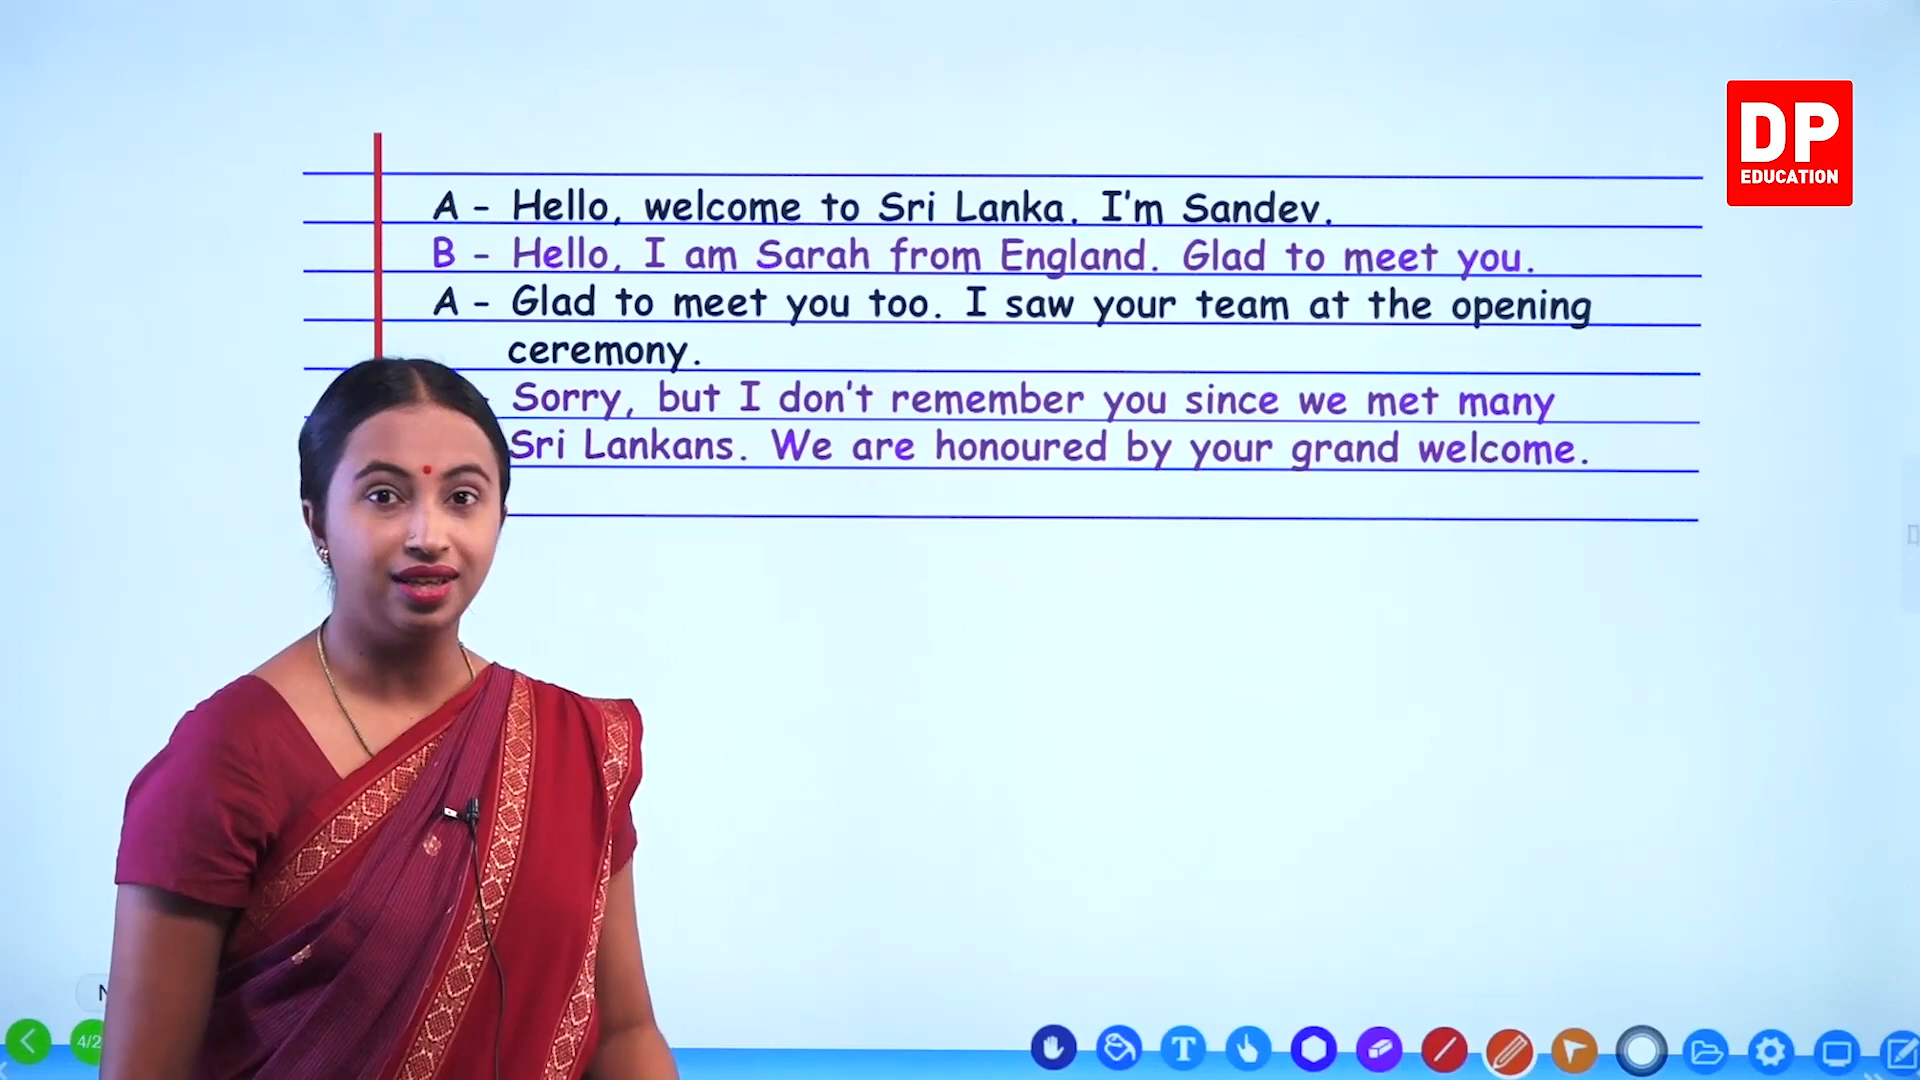 DP
EDUCATION
A - Hello, welcome to Sri Lanka. I'm Sandev.
B - Hello, I am Sarah from England. Glad to meet you.
A - Glad to meet you too. I saw your team at the opening
ceremony.
- Sorry, but I don't remember you since we met many
Sri Lankans. We are honoured by your grand welcome.
N
4/2
T